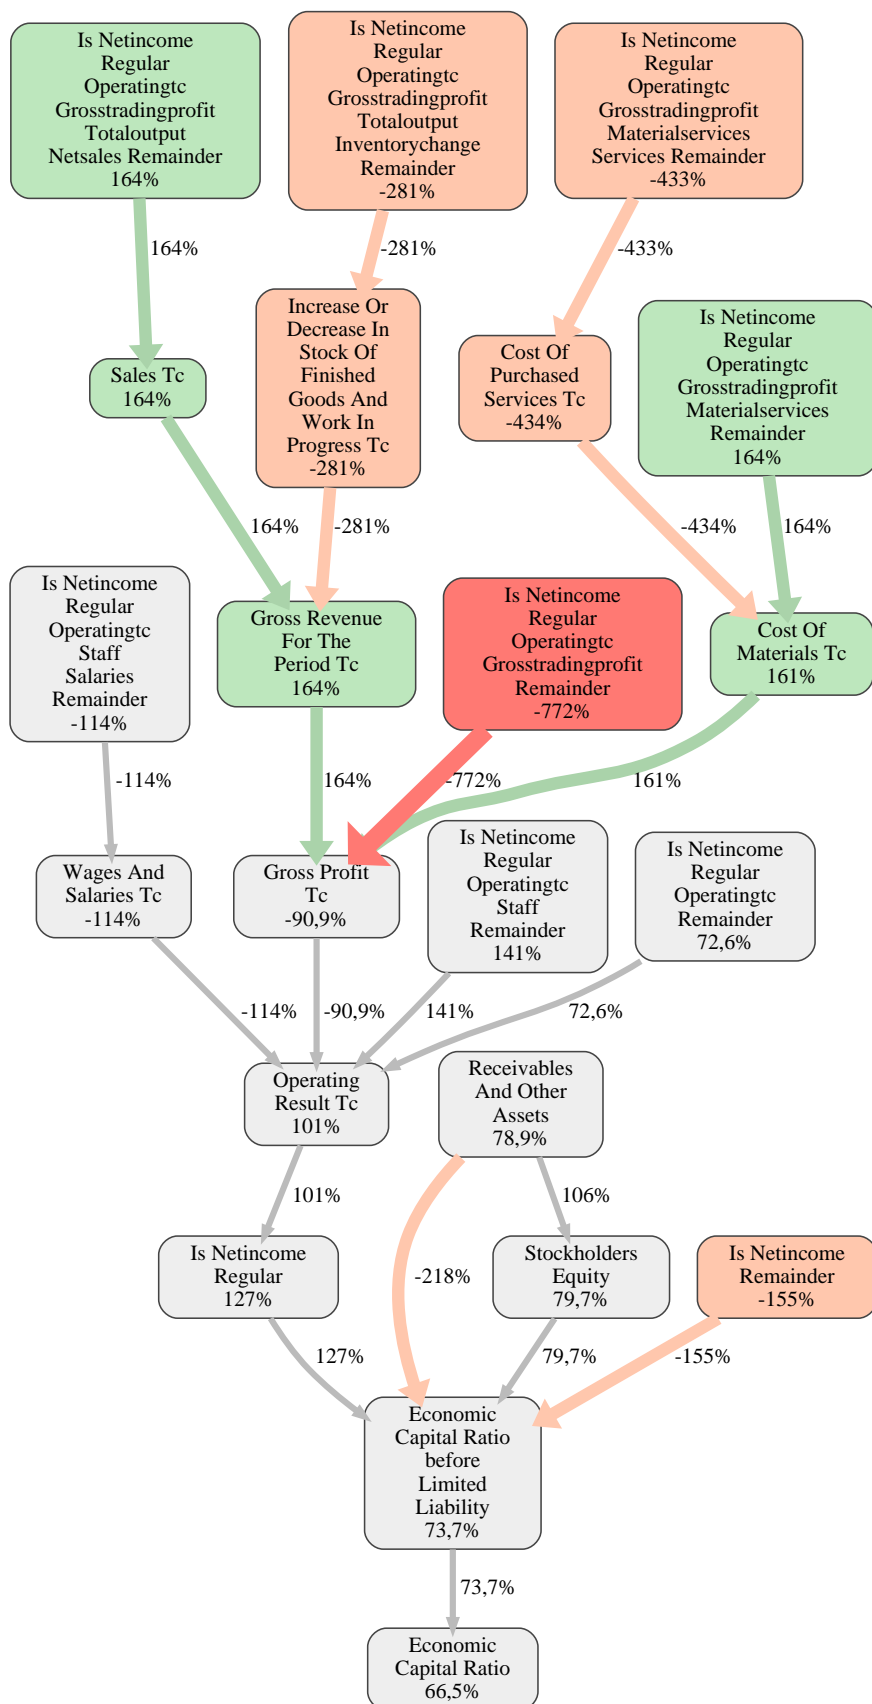 Is Netincome
Regular
Operatingtc
Grosstradingprofit
Totaloutput
Netsales Remainder
164%
Is Netincome
Regular
Operatingtc
Grosstradingprofit
Totaloutput
Inventorychange
Remainder
-281%
Is Netincome
Regular
Operatingtc
Grosstradingprofit
Materialservices
Services Remainder
-433%
164%
-281%
-433%
Sales Tc
164%
Increase Or
Decrease In
Stock Of
Finished
Goods And
Work In
Progress Tc
-281%
Cost Of
Purchased
Services Tc
-434%
Is Netincome
Regular
Operatingtc
Grosstradingprofit
Materialservices
Remainder
164%
164%
-281%
-434%
164%
Is Netincome
Regular
Operatingtc
Staff
Salaries
Remainder
-114%
Gross Revenue
For The
Period Tc
164%
Is Netincome
Regular
Operatingtc
Grosstradingprofit
Remainder
-772%
Cost Of
Materials Tc
161%
-114%
164%
-772%
161%
Wages And
Salaries Tc
-114%
Gross Profit
Tc
-90,9%
Is Netincome
Regular
Operatingtc
Staff
Remainder
141%
Is Netincome
Regular
Operatingtc
Remainder
72,6%
-114%
-90,9%
141%
72,6%
Operating
Result Tc
101%
Receivables
And Other
Assets
78,9%
101%
-218%
106%
Is Netincome
Regular
127%
Stockholders
Equity
79,7%
Is Netincome
Remainder
-155%
127%
79,7%
-155%
Economic
Capital Ratio
before
Limited
Liability
73,7%
73,7%
Economic
Capital Ratio
66,5%